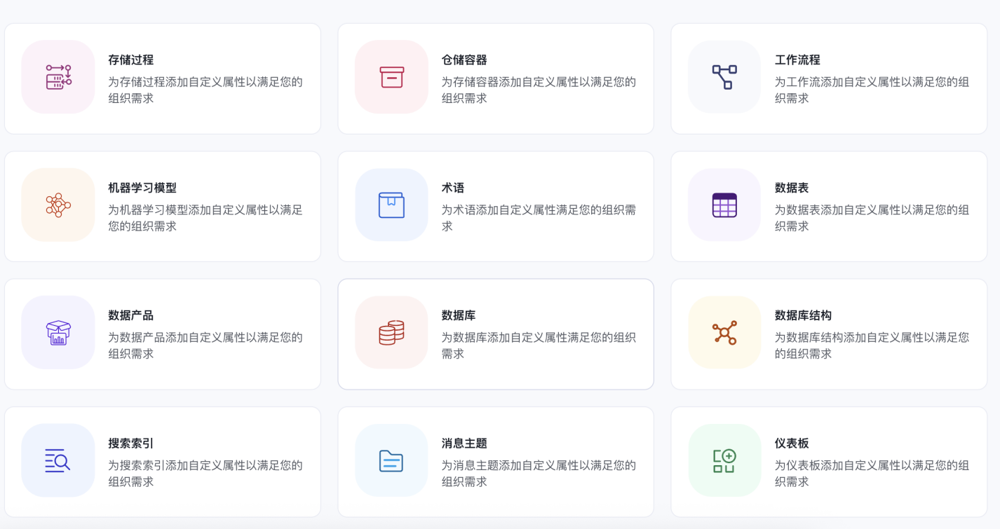 存储过程
为存储过程添加自定义属性以满足您的
组织需求
仓储容器
为存储容器添加自定义属性以满足您的
组织需求
工作流程
为工作流添加自定义属性以满足您的组
织需求
机器学习模型
为机器学习模型添加自定义属性以满足
您的组织需求
术语
为术语添加自定义属性满足您的组织需
求
数据表
为数据表添加自定义属性以满足您的组
织需求
数据产品
为数据产品添加自定义属性以满足您的
组织需求
数据库
为数据库添加自定义属性满足您的组织
需求
数据库结构
为数据库结构添加自定义属性以满足您
的组织需求
搜索索引
为搜索索引添加自定义属性以满足您的
组织需求
消息主题
为消息主题添加自定义属性以满足您的
组织需求
仪表板
为仪表板添加自定义属性以满足您的组
织需求